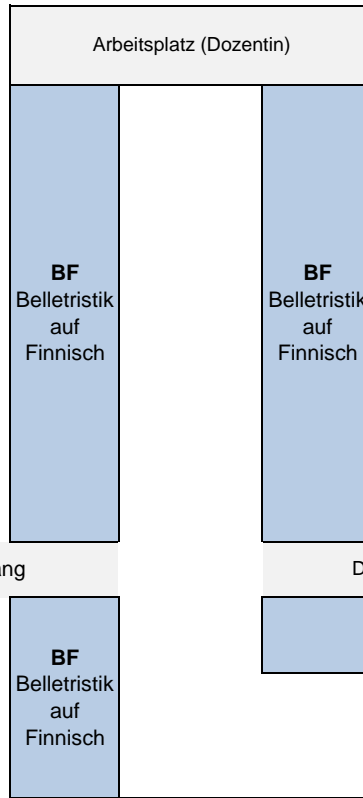 Arbeitsplatz (Dozentin)
BF
Belletristik
auf
Finnisch
BF
Belletristik
auf
Finnisch
BF
Belletristik
auf
Finnisch